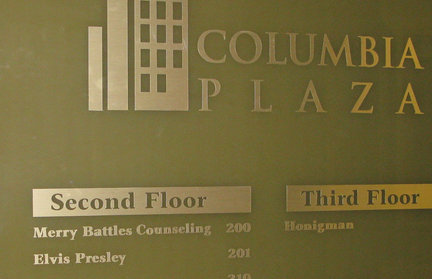 COLUMBIA
PLAZA
Second Floor
Merry Battles Counseling 200
Elvis Presley 201
Third Floor
Honigman